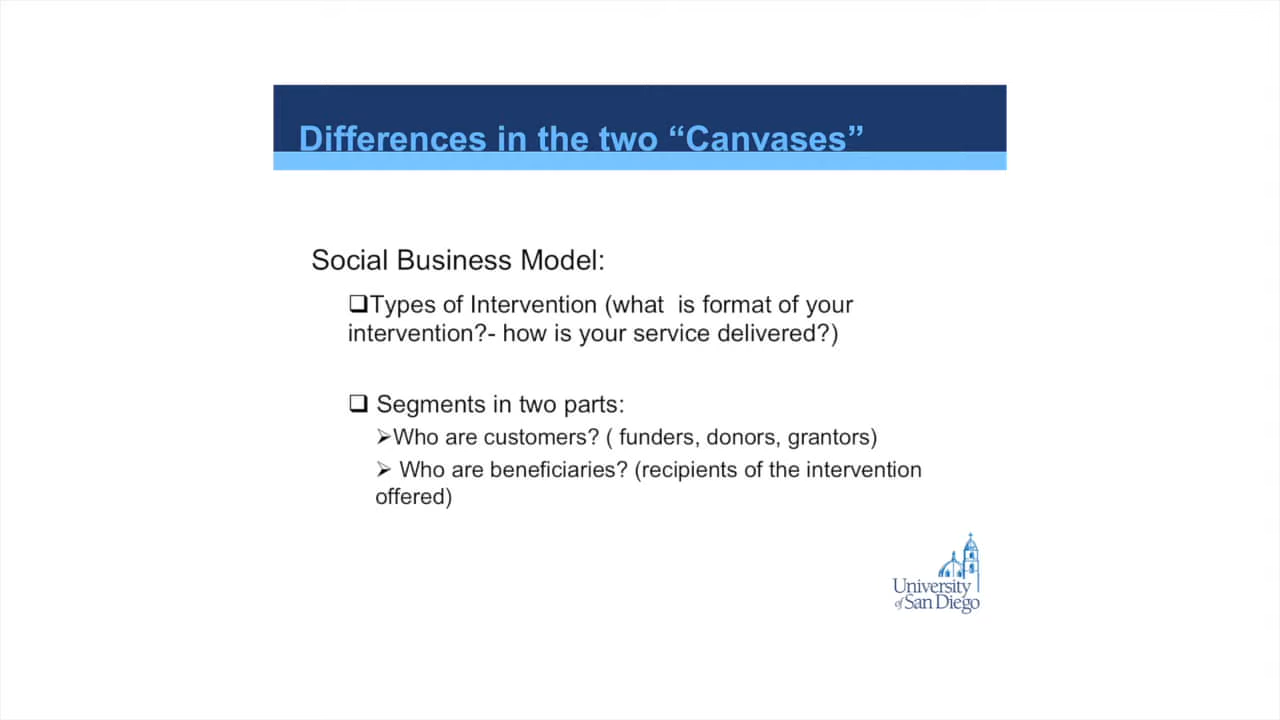 Differences in the two “Canvases”
Social Business Model:
❑Types of Intervention (what  is format of your
intervention?- how is your service delivered?)
❑ Segments in two parts:
➢Who are customers? ( funders, donors, grantors)
➢ Who are beneficiaries? (recipients of the intervention
offered)
University
of San Diego